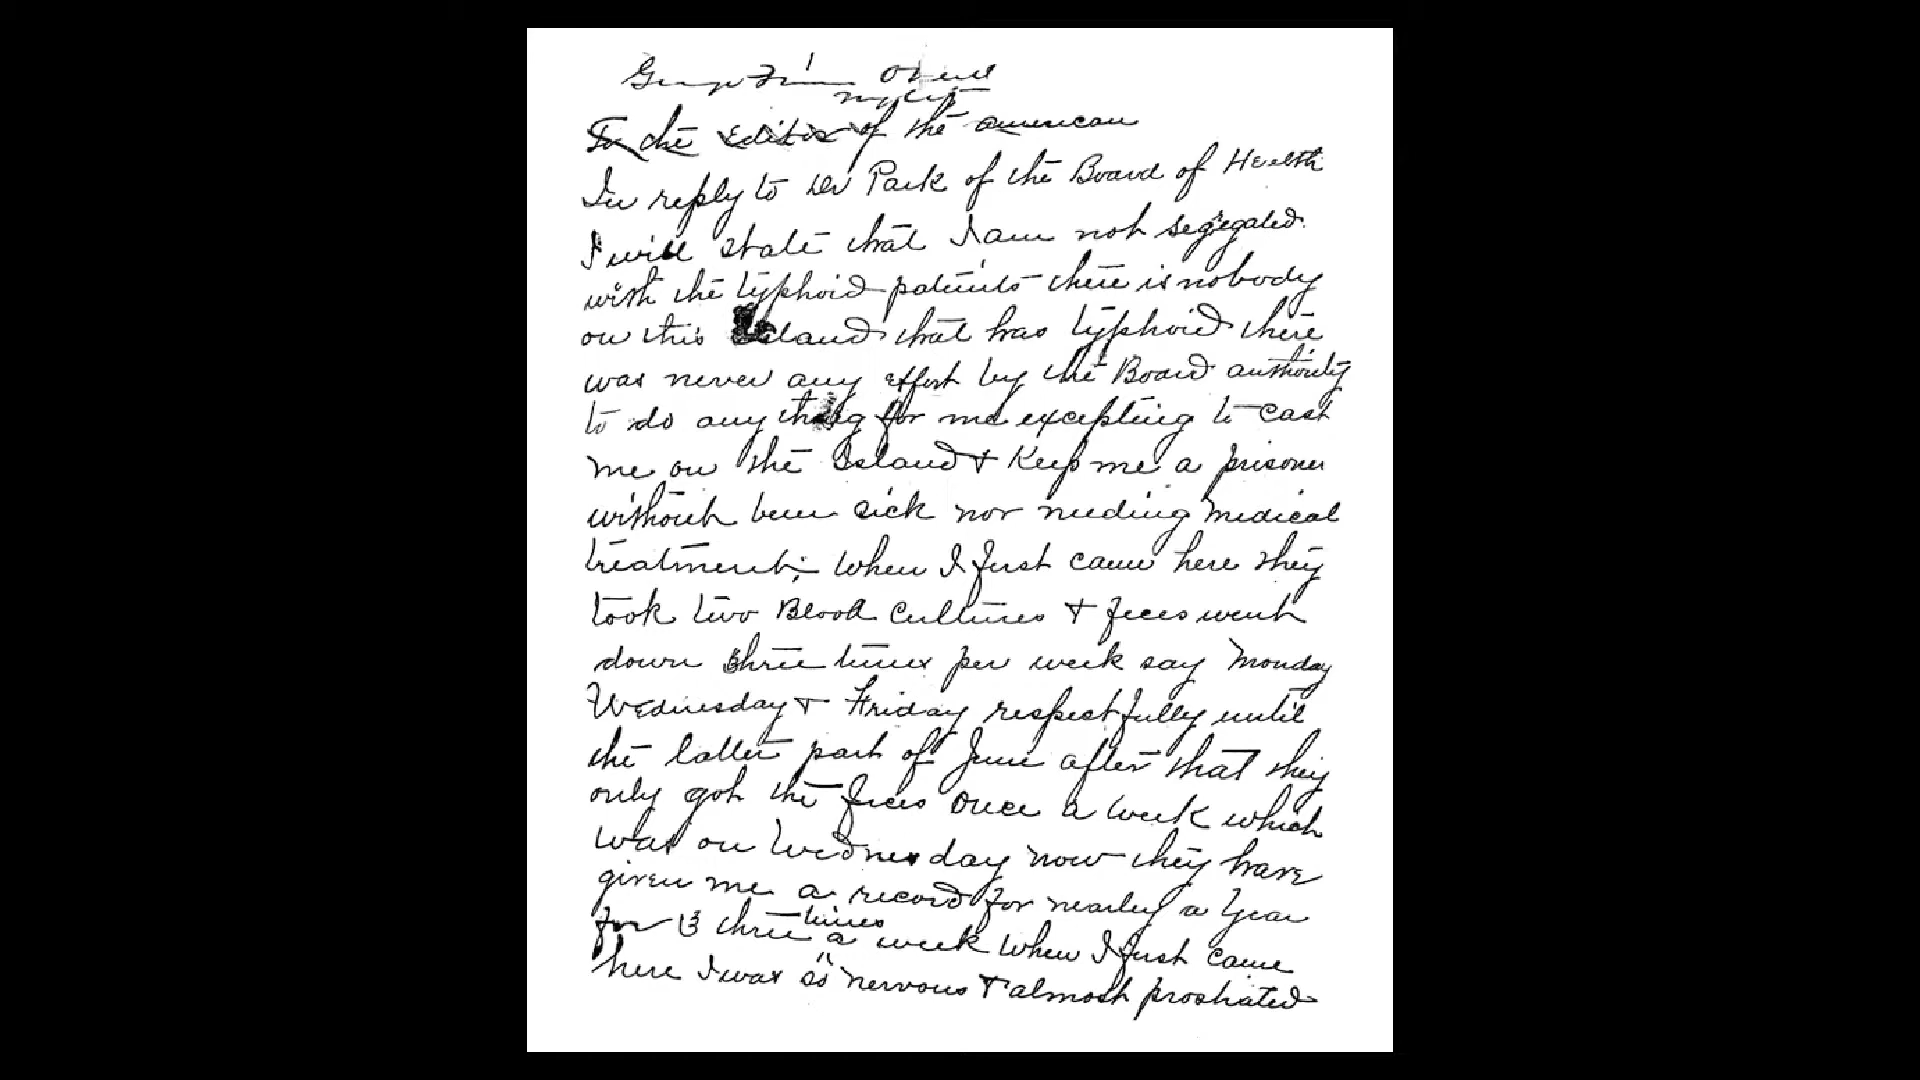 George Francis O'Neill
nycity
To the Editor of the American
In reply to Dr Park of the Board of Health
I will state that I am not segregated
with the typhoid patients there is nobody
on this Island that has typhoid there
was never any effort by the Board authority
to do any thing for me excepting to cast
me on the Island & Keep me a prisoner
without been sick nor needing medical
treatment; when I first came here they
took two Blood Cultures & feces went
down three times per week say Monday
Wednesday & Friday respectfully until
the latter part of June after that they
only got the feces once a week which
was on Wednesday now they have
given me a record for nearly a year
for 3 three times a week when I first came
here I was so nervous & almost prostrated